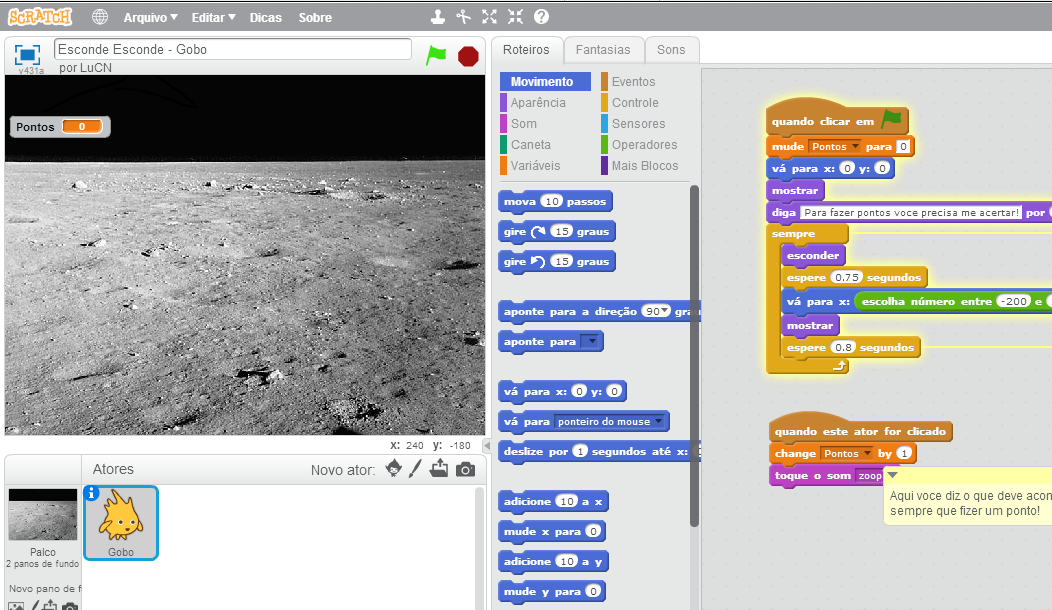 SCRATCH
Arquivo
Editar
Dicas
Sobre
v431a
Esconde Esconde - Gobo
por LuCN
Pontos 0
x: 240 y: -180
Atores
Novo ator:
Palco
2 panos de fundo
Novo pano de f
Gobo
Roteiros
Fantasias
Sons
Movimento
Aparência
Som
Caneta
Variáveis
Eventos
Controle
Sensores
Operadores
Mais Blocos
mova 10 passos
gire 15 graus
gire 15 graus
aponte para a direção 90 grau
aponte para
vá para x: 0 y: 0
vá para ponteiro do mouse
deslize por 1 segundos até x:
adicione 10 a x
mude x para 0
adicione 10 a y
mude y para 0
quando clicar em
mude Pontos para 0
vá para x: 0 y: 0
mostrar
diga Para fazer pontos voce precisa me acertar! por
sempre
esconder
espere 0.75 segundos
vá para x: escolha número entre -200 e
mostrar
espere 0.8 segundos
quando este ator for clicado
change Pontos by 1
toque o som zoop
Aqui voce diz o que deve acon
sempre que fizer um ponto!